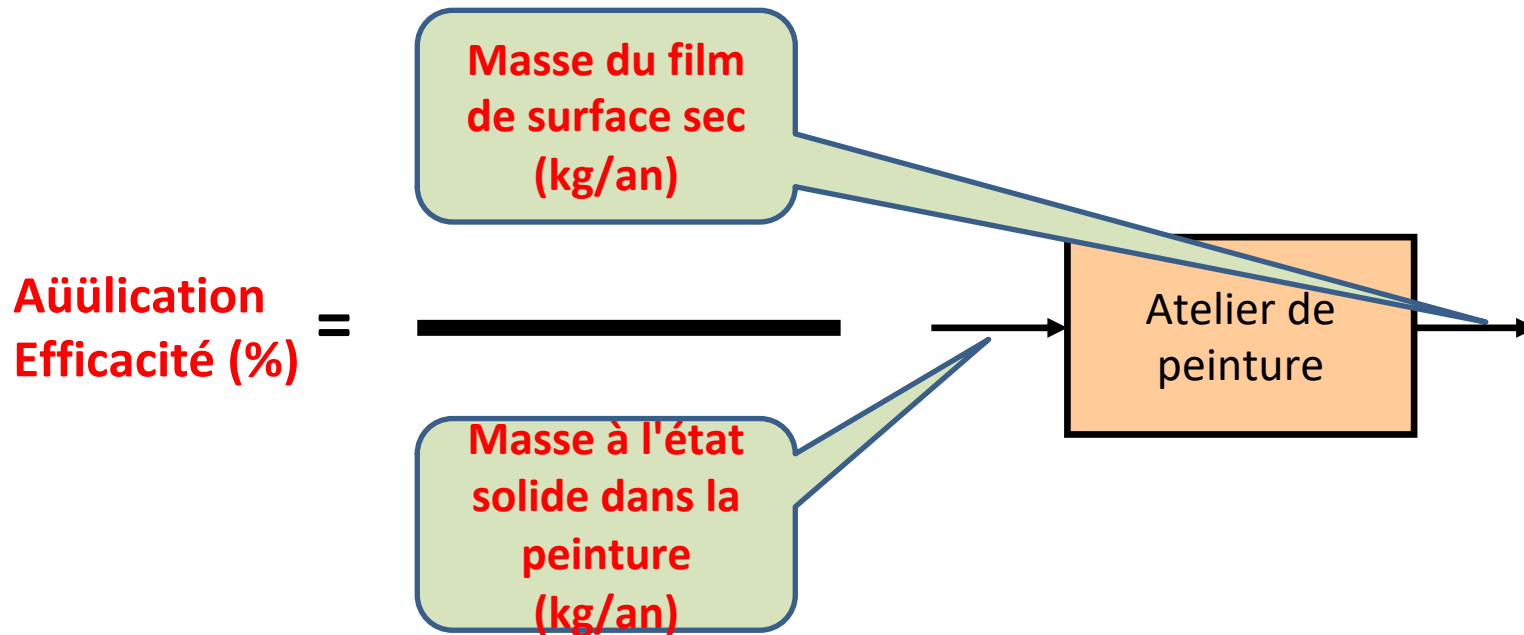 Masse du film
de surface sec
(kg/an)
Aüülication
Efficacité (%)
=
Atelier de
peinture
Masse à l'état
solide dans la
peinture
(kg/an)